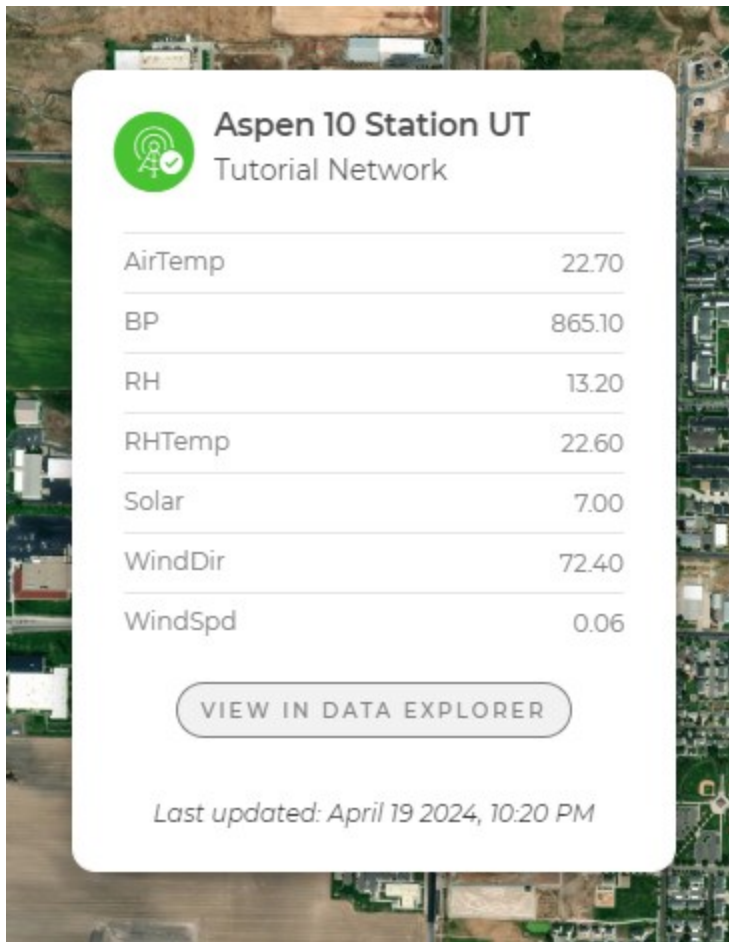 Aspen 10 Station UT
Tutorial Network
AirTemp 22.70
BP 865.10
RH 13.20
RHTemp 22.60
Solar 7.00
WindDir 72.40
WindSpd 0.06
VIEW IN DATA EXPLORER
Last updated: April 19 2024, 10:20 PM